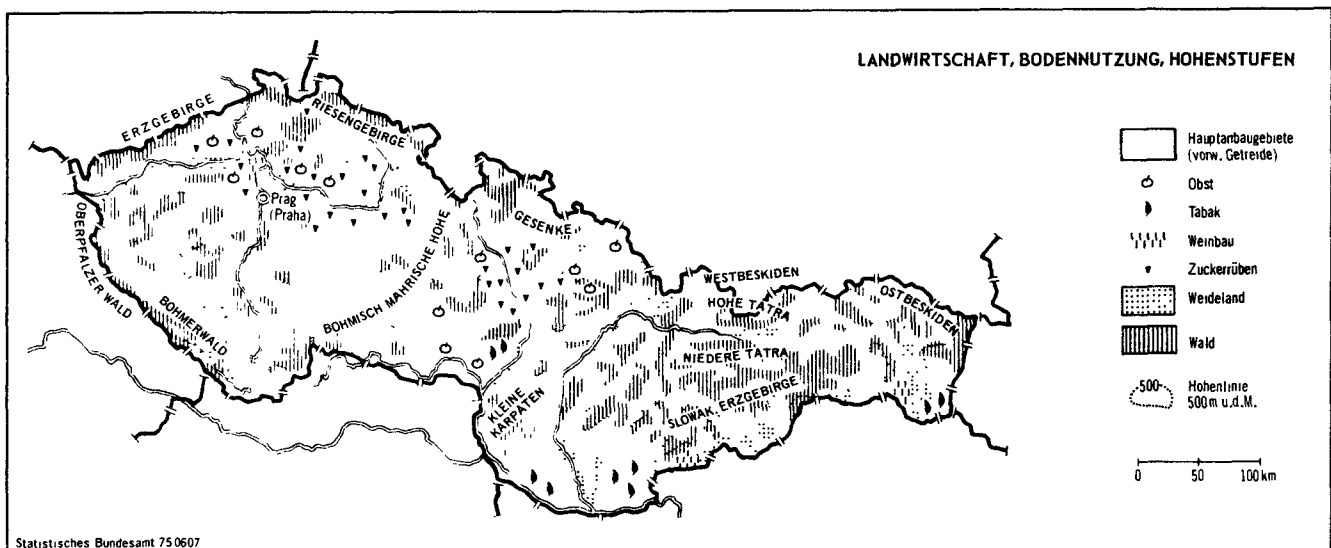 LANDWIRTSCHAFT, BODENNUTZUNG, HOHENSTUFEN
Hauptanbaugebiete
(vorw. Getreide)
Obst
Tabak
Weinbau
Zuckerrüben
Weideland
Wald
500
Hohenlinie
500m u.d.M.
0 50 100 km
ERZGEBIRGE
RIESENGEBIRGE
Prag
(Praha)
OBERPFALZER WALD
BOHMERWALD
BOHMISCH MAHRISCHE HOHE
GESENKE
WESTBESKIDEN
HOHE TATRA
OSTBESKIDEN
NIEDERE TATRA
SLOWAK. ERZGEBIRGE
KLEINE
KARPATEN
Statistisches Bundesamt 75 0607